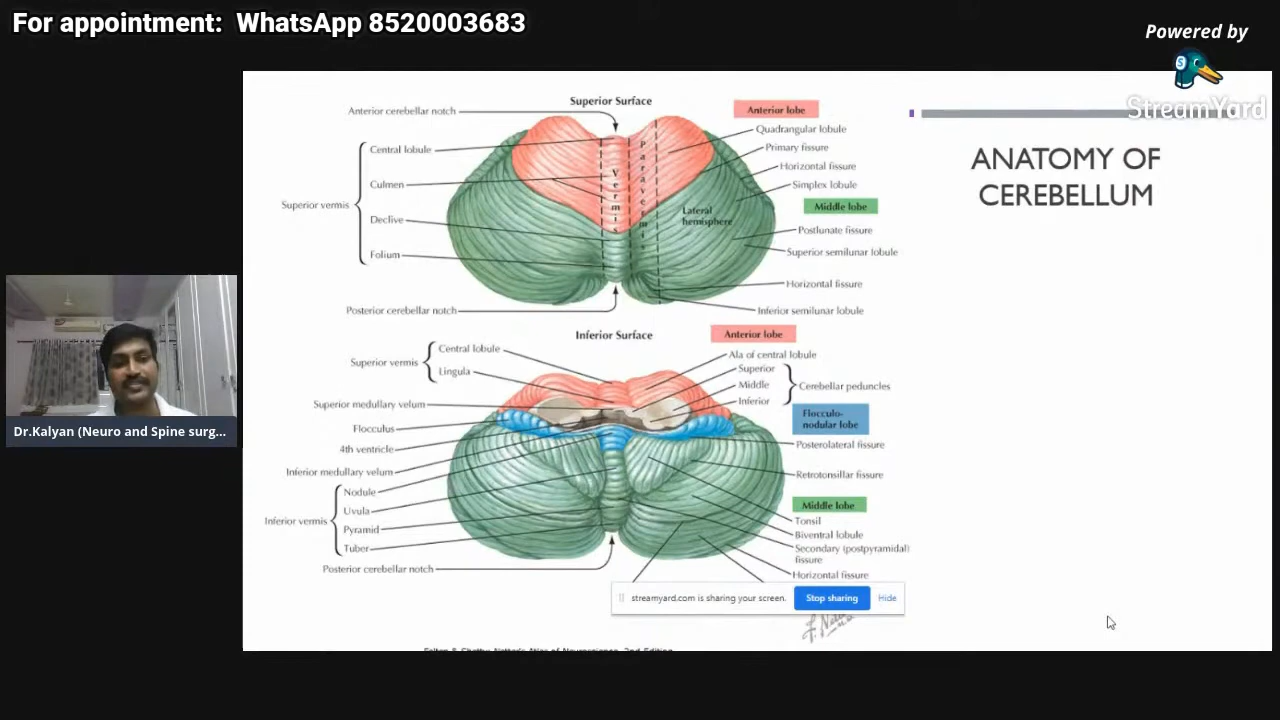 For appointment: WhatsApp 8520003683
Powered by
S
StreamYard
ANATOMY OF
CEREBELLUM
Superior Surface
Anterior cerebellar notch
Central lobule
Culmen
Superior vermis
Declive
Folium
Posterior cerebellar notch
Vermis
Paravermis
Lateral
hemisphere
Anterior lobe
Quadrangular lobule
Primary fissure
Horizontal fissure
Simplex lobule
Middle lobe
Postlunate fissure
Superior semilunar lobule
Horizontal fissure
Inferior semilunar lobule
Inferior Surface
Central lobule
Superior vermis
Lingula
Superior medullary velum
Flocculus
4th ventricle
Inferior medullary velum
Nodule
Uvula
Inferior vermis
Pyramid
Tuber
Posterior cerebellar notch
Anterior lobe
Ala of central lobule
Superior
Middle
Cerebellar peduncles
Inferior
Flocculo-
nodular lobe
Posterolateral fissure
Retrotonsillar fissure
Middle lobe
Tonsil
Biventral lobule
Secondary (postpyramidal)
fissure
Horizontal fissure
streamyard.com is sharing your screen.
Stop sharing
Hide
Dr.Kalyan (Neuro and Spine surg...